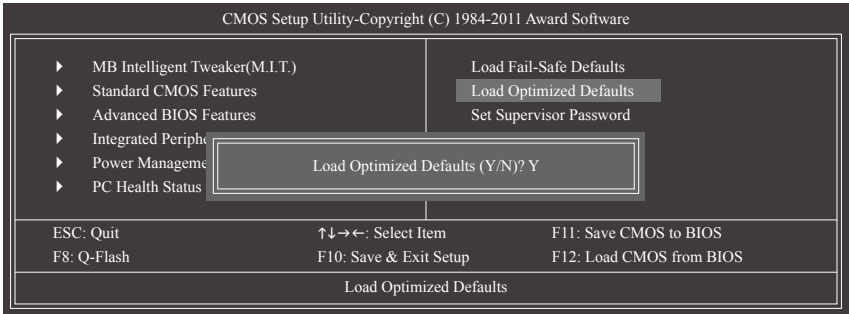 CMOS Setup Utility-Copyright (C) 1984-2011 Award Software
MB Intelligent Tweaker(M.I.T.) Load Fail-Safe Defaults
Standard CMOS Features Load Optimized Defaults
Advanced BIOS Features Set Supervisor Password
Integrated Periphe
Power Manageme
PC Health Status
Load Optimized Defaults (Y/N)? Y
ESC: Quit ↑↓→←: Select Item F11: Save CMOS to BIOS
F8: Q-Flash F10: Save & Exit Setup F12: Load CMOS from BIOS
Load Optimized Defaults